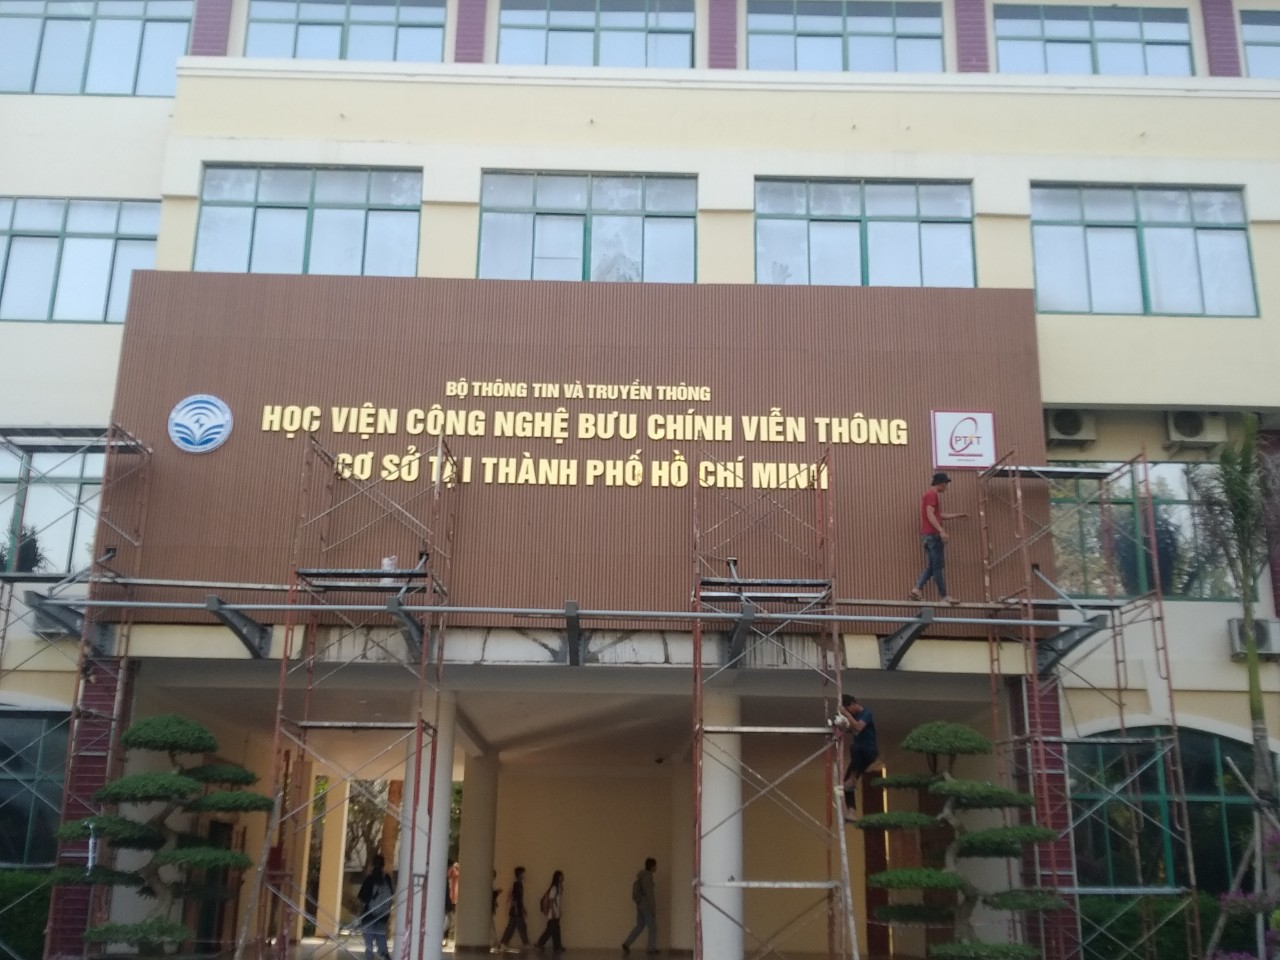 BỘ THÔNG TIN VÀ TRUYỀN THÔNG
HỌC VIỆN CÔNG NGHỆ BƯU CHÍNH VIỄN THÔNG
CƠ SỞ TẠI THÀNH PHỐ HỒ CHÍ MINH
PTIT